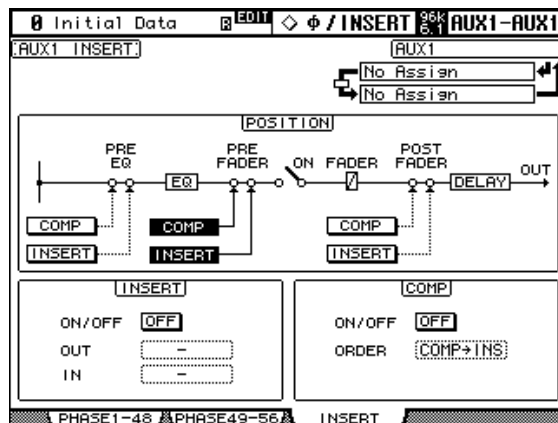 0 Initial Data EDIT ◇ φ/INSERT 96k 6.1 AUX1-AUX1
AUX1 INSERT
AUX1
No Assign
No Assign
POSITION
PRE EQ PRE FADER ON FADER POST FADER OUT
EQ DELAY
COMP COMP COMP
INSERT INSERT INSERT
INSERT COMP
ON/OFF OFF ON/OFF OFF
OUT - ORDER COMP→INS
IN -
PHASE1-48 PHASE49-56 INSERT